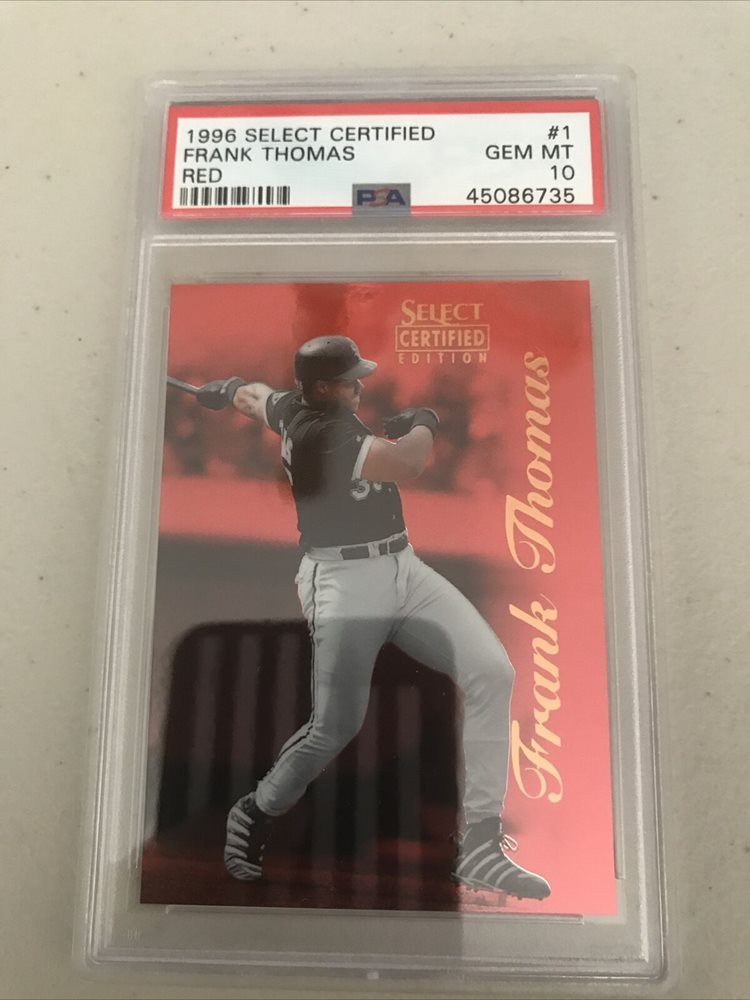 1996 SELECT CERTIFIED #1
FRANK THOMAS GEM MT
RED 10
PSA 45086735
SELECT
CERTIFIED
EDITION
Frank Thomas